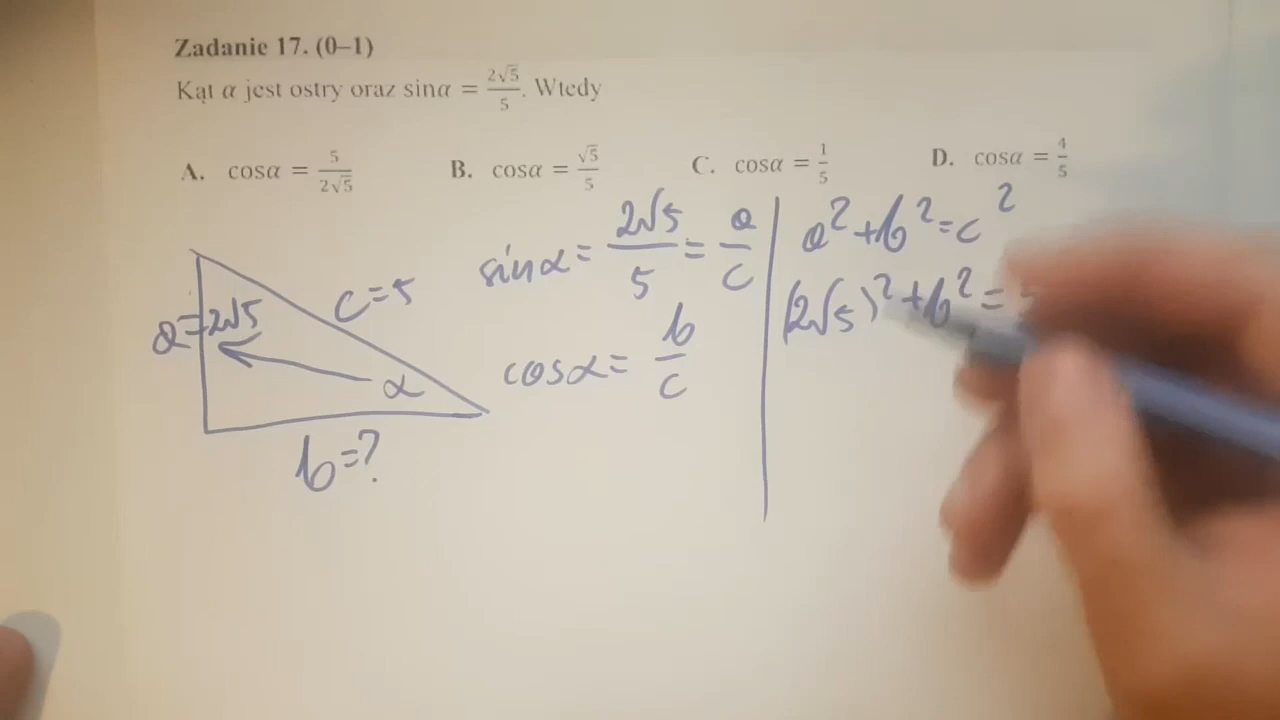 Zadanie 17. (0–1)
Kąt α jest ostry oraz sinα = 2√5/5. Wtedy
A. cosα = 5/2√5 B. cosα = √5/5 C. cosα = 1/5 D. cosα = 4/5
sinα = 2√5/5 = a/c
cosα = b/c
a² + b² = c²
(2√5)² + b² =
a = 2√5
c = 5
α
b = ?